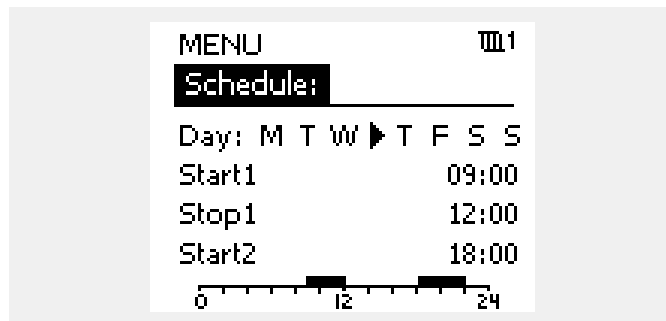 MENU 1
Schedule:
Day: M T W ▶ T F S S
Start1 09:00
Stop1 12:00
Start2 18:00
0 12 24